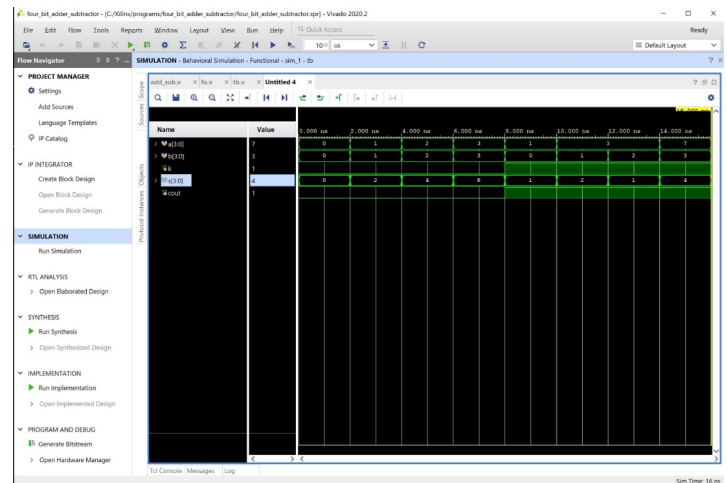 four_bit_adder_subtractor - [C:/Xilinx/programs/four_bit_adder_subtractor/four_bit_adder_subtractor.xpr] - Vivado 2020.2
File Edit Flow Tools Reports Window Layout View Run Help Quick Access
Ready
10 us
Default Layout
Flow Navigator
SIMULATION - Behavioral Simulation - Functional - sim_1 - tb
PROJECT MANAGER
Settings
Add Sources
Language Templates
IP Catalog
IP INTEGRATOR
Create Block Design
Open Block Design
Generate Block Design
SIMULATION
Run Simulation
RTL ANALYSIS
Open Elaborated Design
SYNTHESIS
Run Synthesis
Open Synthesized Design
IMPLEMENTATION
Run Implementation
Open Implemented Design
PROGRAM AND DEBUG
Generate Bitstream
Open Hardware Manager
Scope
Sources
Objects
Protocol Instances
add_sub.v × fa.v × tb.v × Untitled 4 ×
Name Value 0.000 ns 2.000 ns 4.000 ns 6.000 ns 8.000 ns 10.000 ns 12.000 ns 14.000 ns
a[3:0] 7 0 1 2 3 1 3 7
b[3:0] 3 0 1 2 3 0 1 2 3
k 1
s[3:0] 4 0 2 4 6 1 2 1 4
cout 1
Tcl Console Messages Log
Sim Time: 16 ns